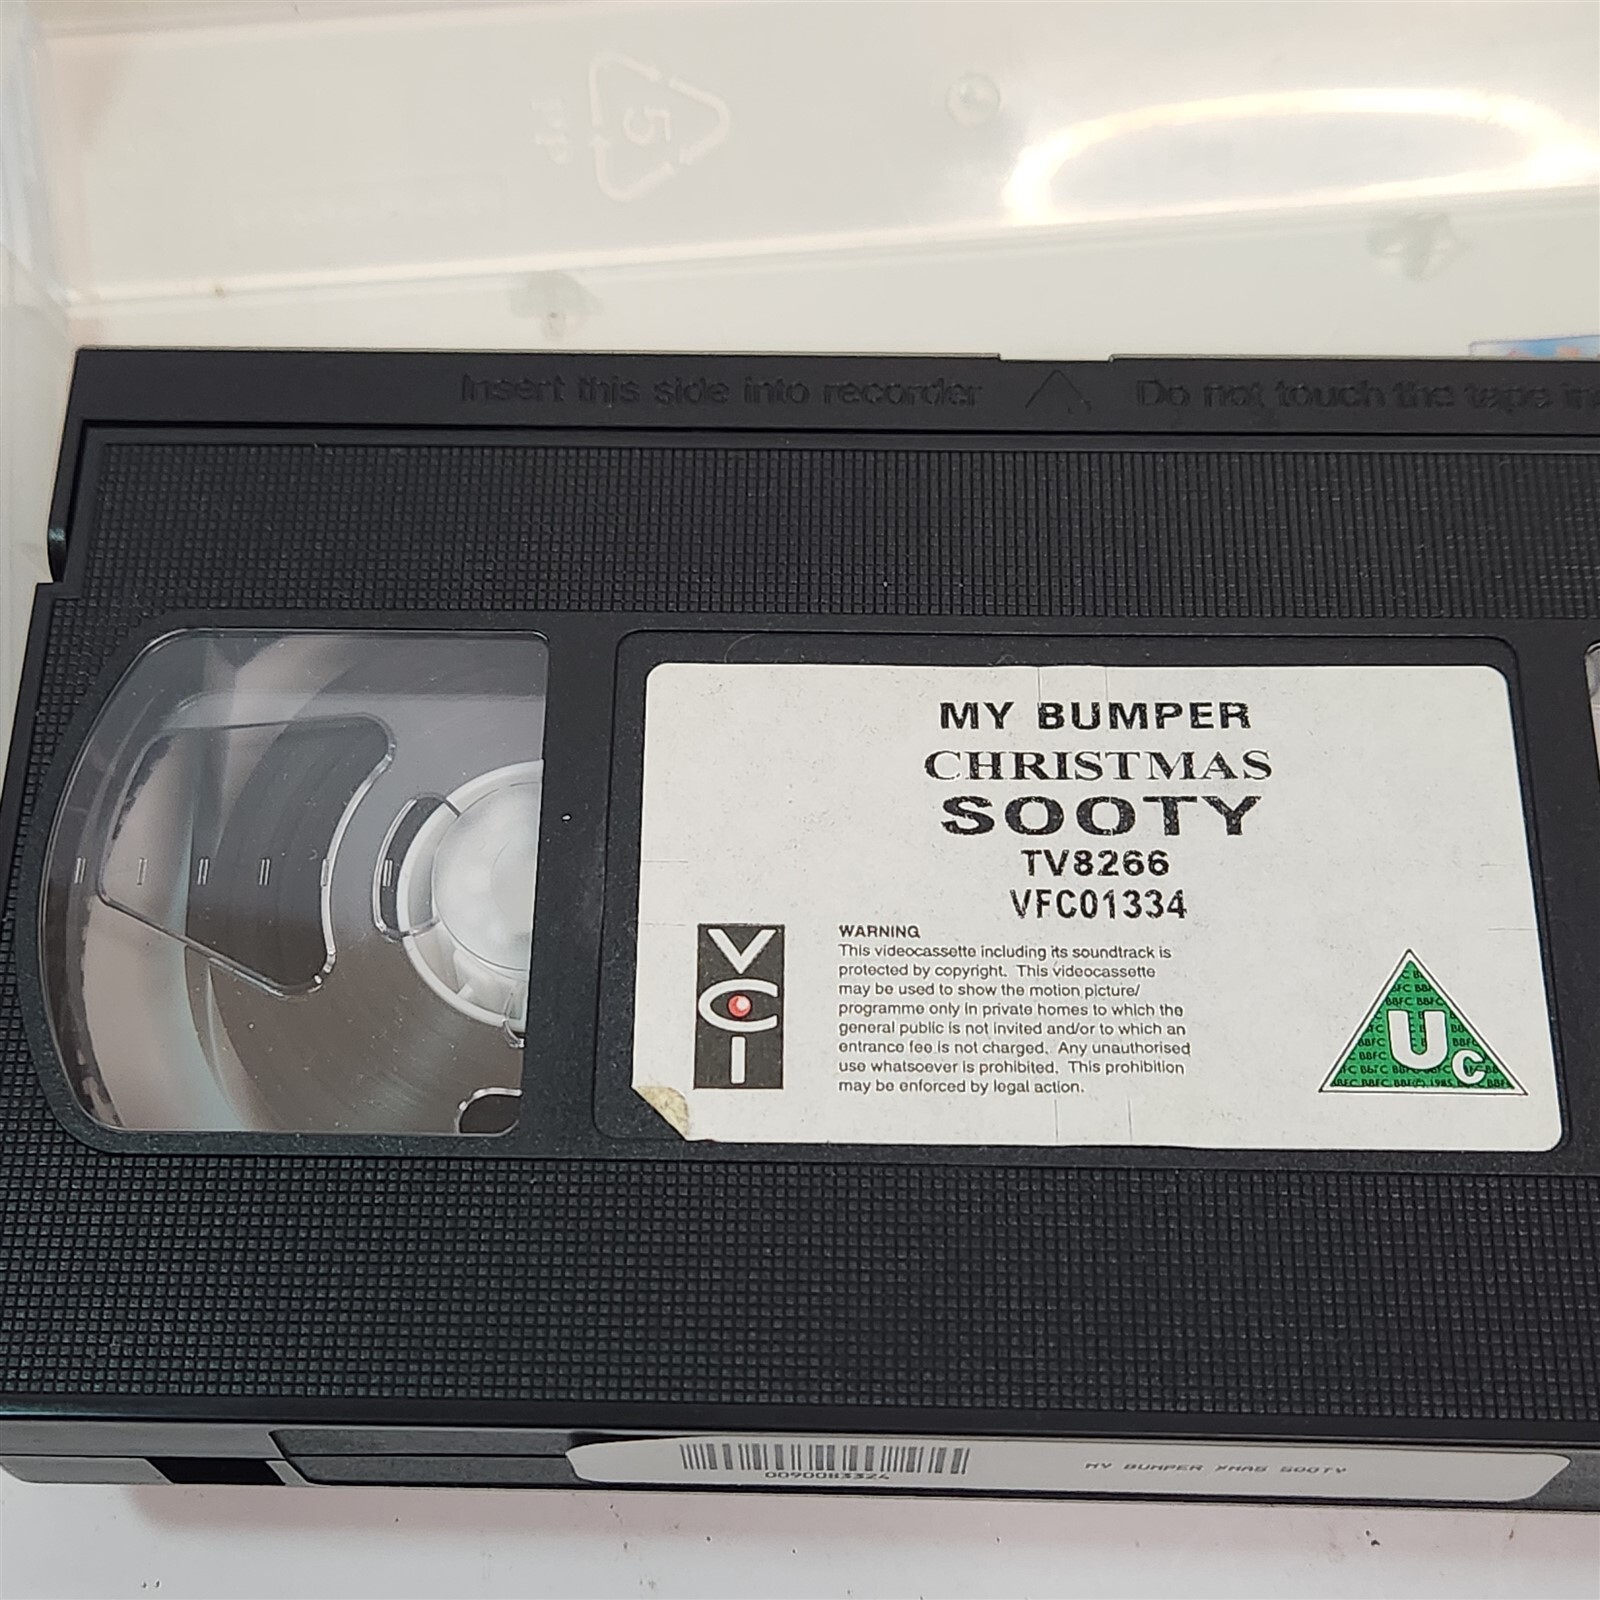 5
PP
Insert this side into recorder
Do not touch the tape
MY BUMPER
CHRISTMAS
SOOTY
TV8266
VFC01334
VCI
WARNING
This videocassette including its soundtrack is
protected by copyright. This videocassette
may be used to show the motion picture/
programme only in private homes to which the
general public is not invited and/or to which an
entrance fee is not charged. Any unauthorised
use whatsoever is prohibited. This prohibition
may be enforced by legal action.
Uc
0090083324
MY BUMPER XMAS SOOTY